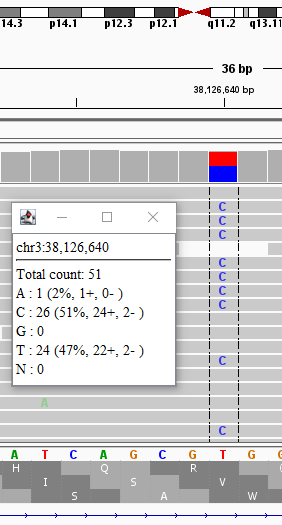 14.3 p14.1 p12.3 p12.1 q11.2 q13.11
36 bp
38,126,640 bp
C
C
C
chr3:38,126,640
Total count: 51
A : 1 (2%, 1+, 0- )
C : 26 (51%, 24+, 2- )
G : 0
T : 24 (47%, 22+, 2- )
N : 0
C
C
C
C
C
A
C
A T C A G C G T G G
H Q R
I S V G
S A W